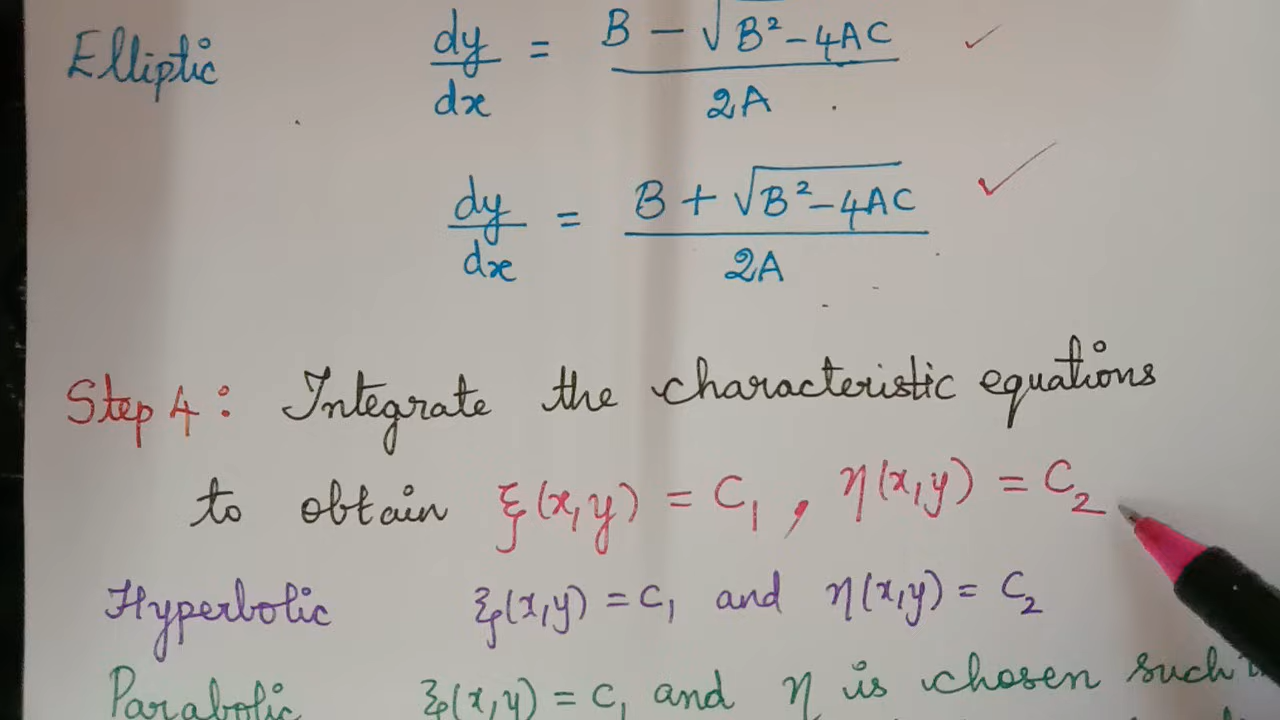 Elliptic dy/dx = (B − √(B² − 4AC)) / 2A ✓
dy/dx = (B + √(B² − 4AC)) / 2A ✓
Step 4: Integrate the characteristic equations
to obtain ξ(x,y) = C₁, η(x,y) = C₂
Hyperbolic ξ(x,y) = C₁ and η(x,y) = C₂
Parabolic ξ(x,y) = C₁ and η is chosen such